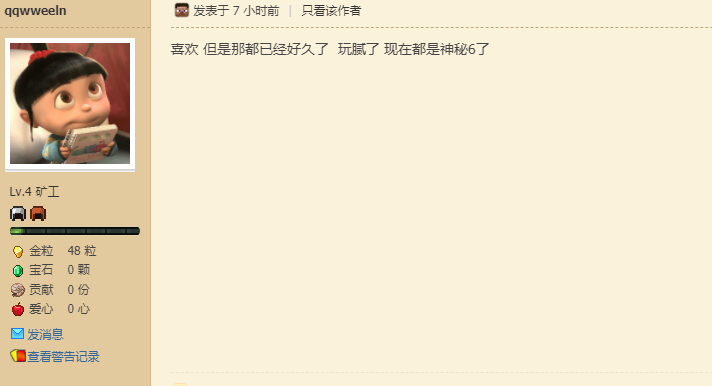 qqwweeln
发表于 7 小时前 | 只看该作者
喜欢 但是那都已经好久了 玩腻了 现在都是神秘6了
Lv.4 矿工
金粒 48 粒
宝石 0 颗
贡献 0 份
爱心 0 心
发消息
查看警告记录